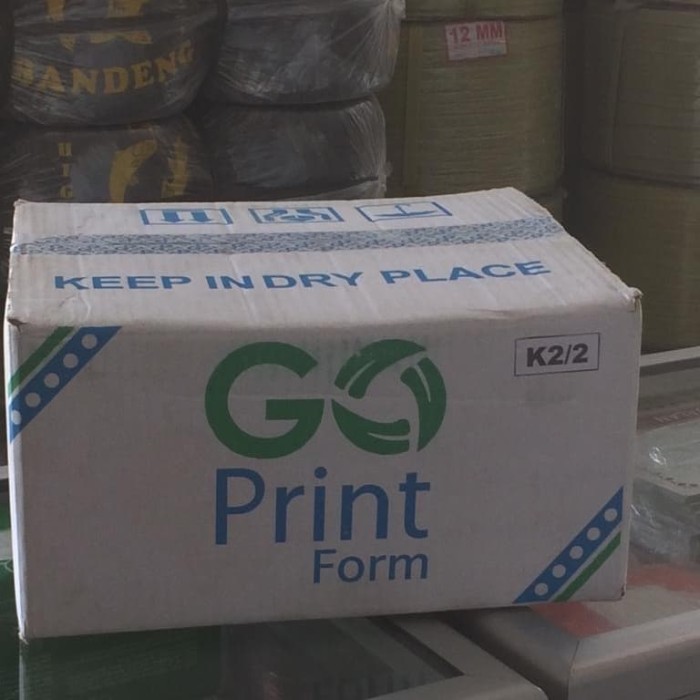 BANDENG
12 MM
KEEP IN DRY PLACE
K2/2
GO
Print
Form